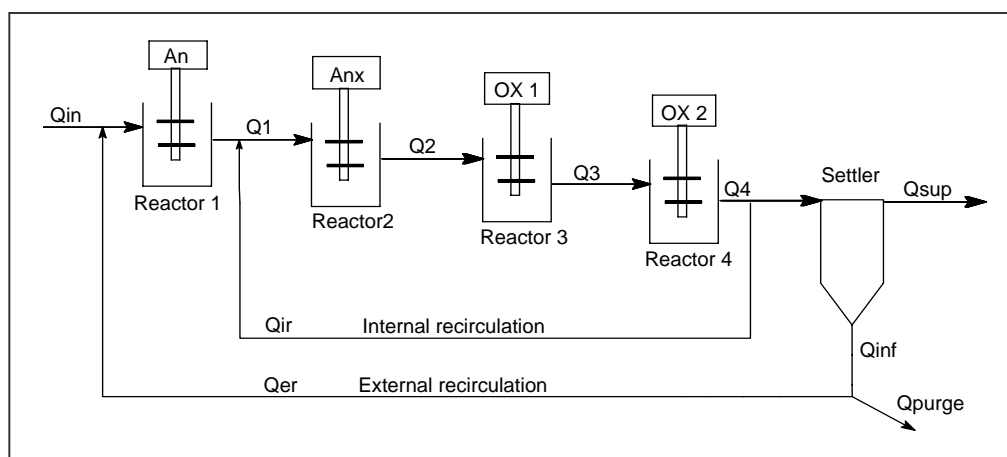 An
Anx
OX 1
OX 2
Qin
Q1
Q2
Q3
Q4
Settler
Qsup
Reactor 1
Reactor2
Reactor 3
Reactor 4
Qir Internal recirculation
Qinf
Qer External recirculation
Qpurge